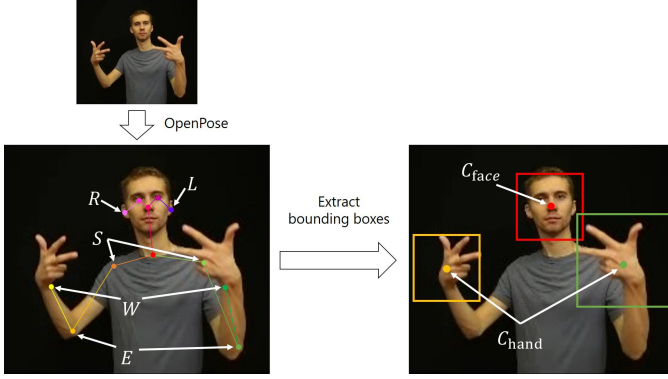 OpenPose
R
L
S
W
E
Extract
bounding boxes
C_face
C_hand